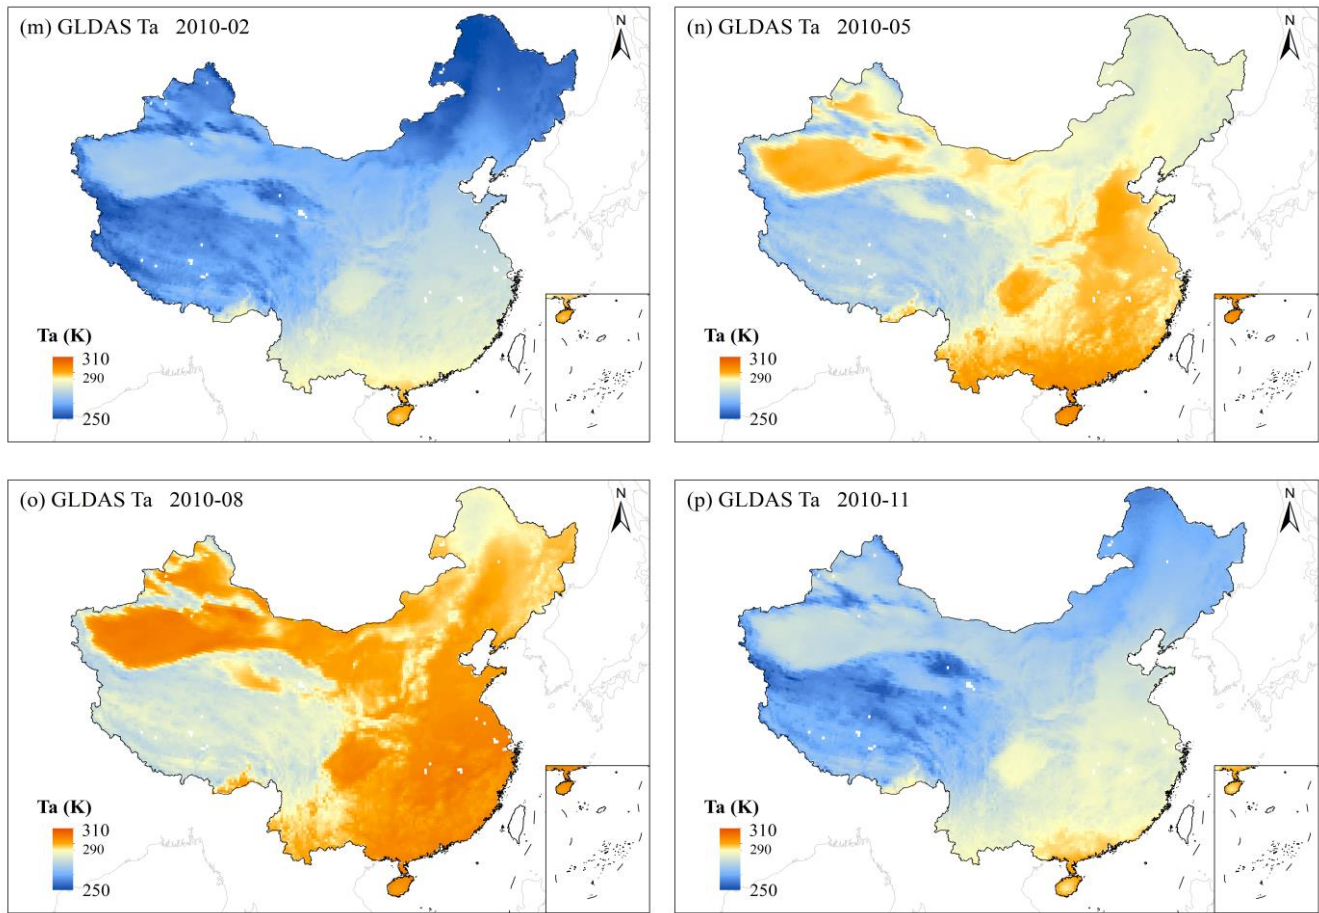 (m) GLDAS Ta 2010-02
N
Ta (K)
310
290
250
(n) GLDAS Ta 2010-05
N
Ta (K)
310
290
250
(o) GLDAS Ta 2010-08
N
Ta (K)
310
290
250
(p) GLDAS Ta 2010-11
N
Ta (K)
310
290
250